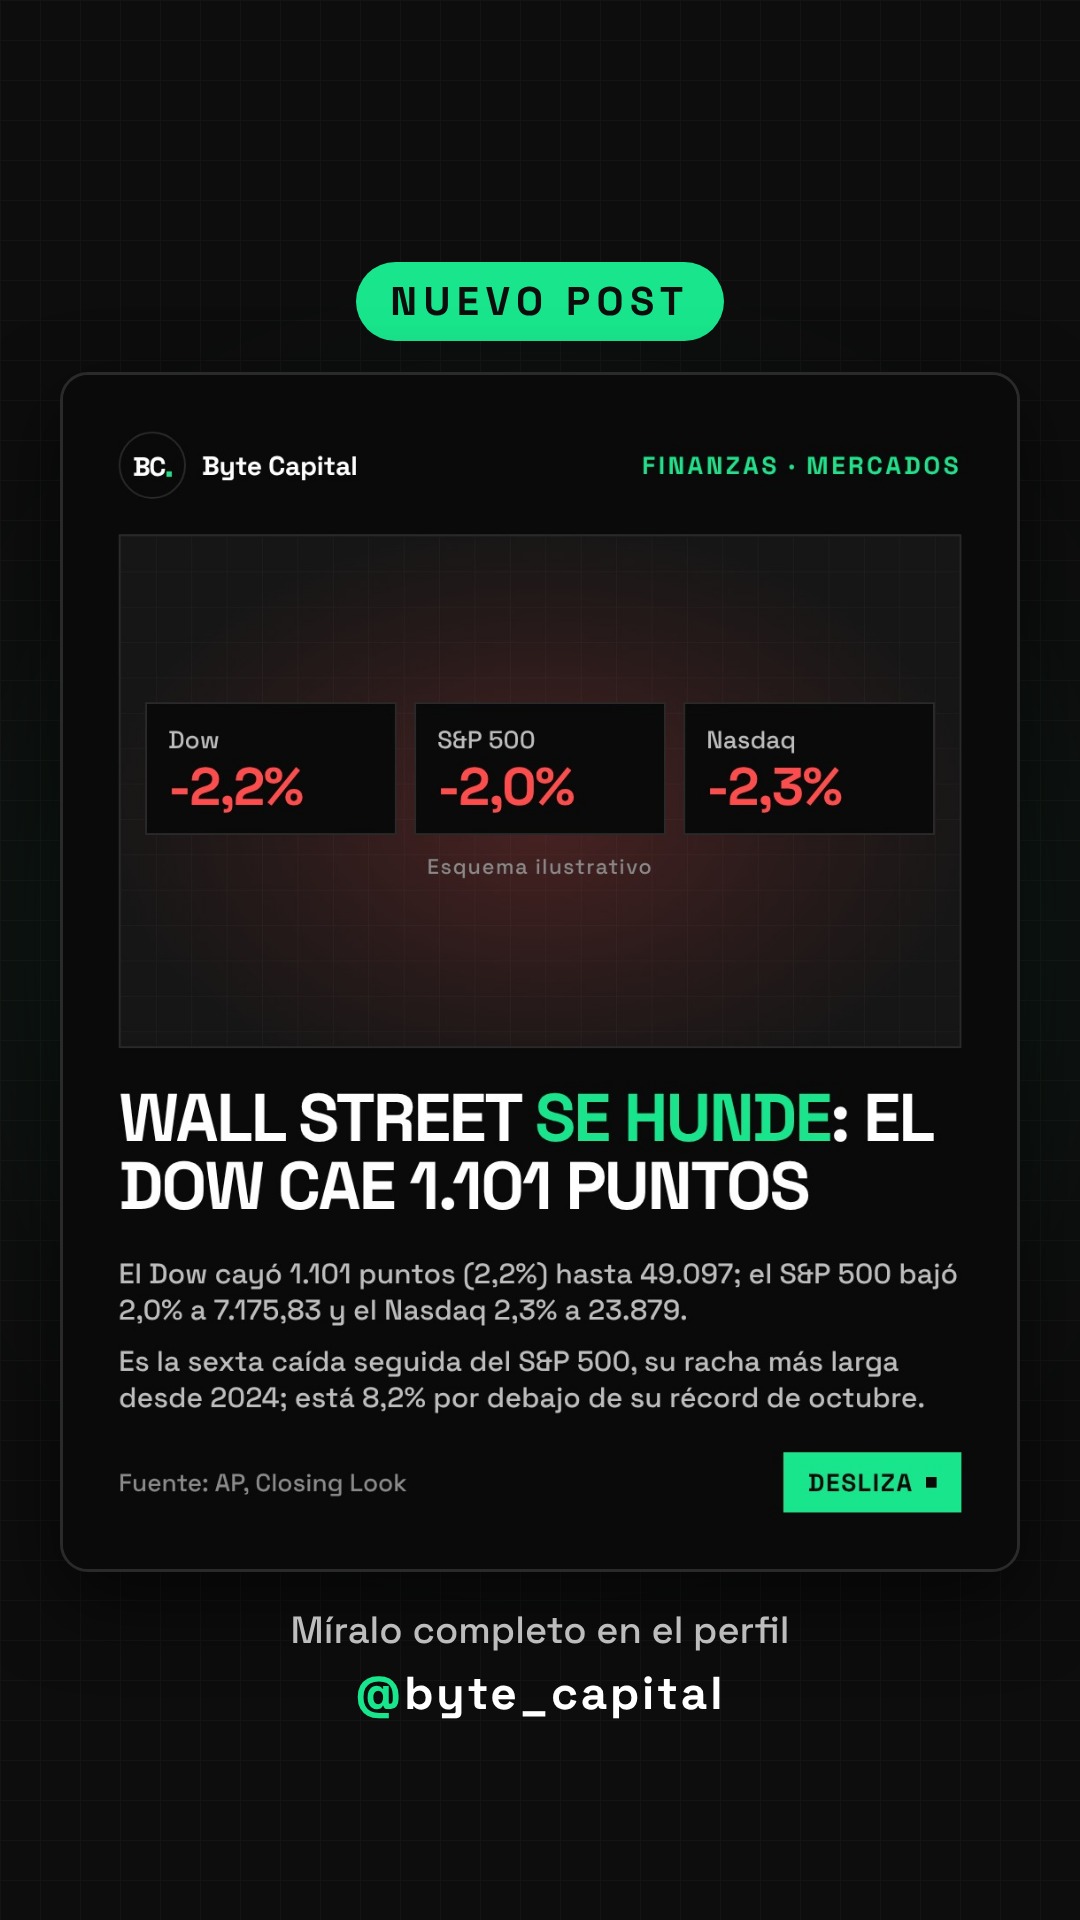 NUEVO POST
BC.
Byte Capital
FINANZAS · MERCADOS
Dow
-2,2%
S&P 500
-2,0%
Nasdaq
-2,3%
Esquema ilustrativo
WALL STREET SE HUNDE: EL
DOW CAE 1.101 PUNTOS
El Dow cayó 1.101 puntos (2,2%) hasta 49.097; el S&P 500 bajó
2,0% a 7.175,83 y el Nasdaq 2,3% a 23.879.
Es la sexta caída seguida del S&P 500, su racha más larga
desde 2024; está 8,2% por debajo de su récord de octubre.
Fuente: AP, Closing Look
DESLIZA
Míralo completo en el perfil
@byte_capital